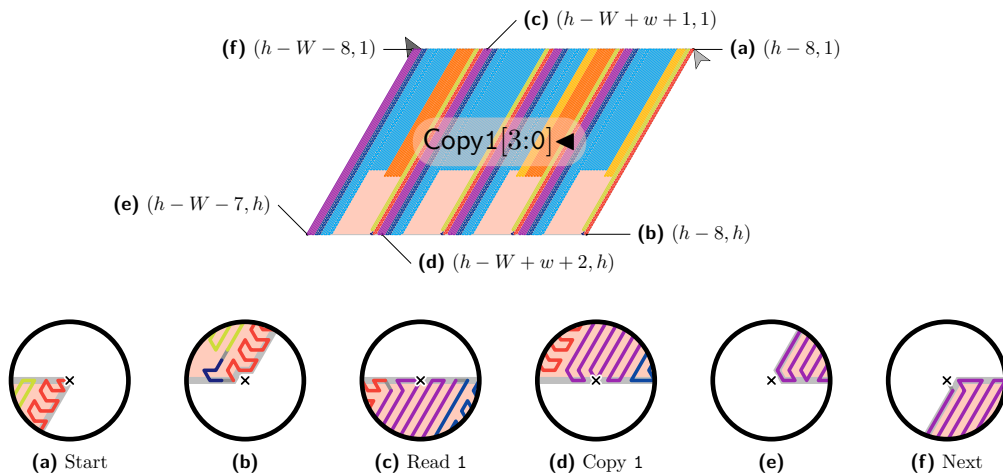 (c) (h − W + w + 1, 1)
(f) (h − W − 8, 1)
(a) (h − 8, 1)
Copy1[3:0]◀
(e) (h − W − 7, h)
(b) (h − 8, h)
(d) (h − W + w + 2, h)
(a) Start
(b)
(c) Read 1
(d) Copy 1
(e)
(f) Next